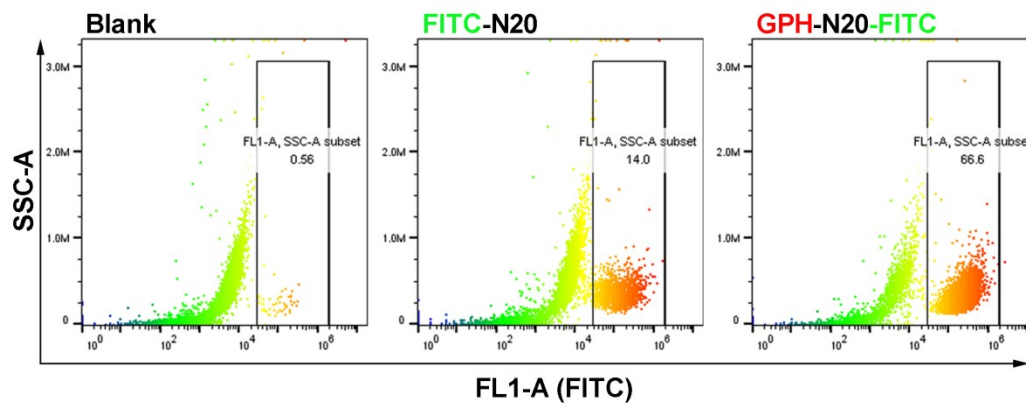 Blank
FITC-N20
GPH-N20-FITC
SSC-A
3.0M
2.0M
1.0M
0
FL1-A, SSC-A subset
0.56
10^0
10^2
10^4
10^6
3.0M
2.0M
1.0M
0
FL1-A, SSC-A subset
14.0
10^0
10^2
10^4
10^6
3.0M
2.0M
1.0M
0
FL1-A, SSC-A subse
66.6
10^0
10^2
10^4
10^6
FL1-A (FITC)